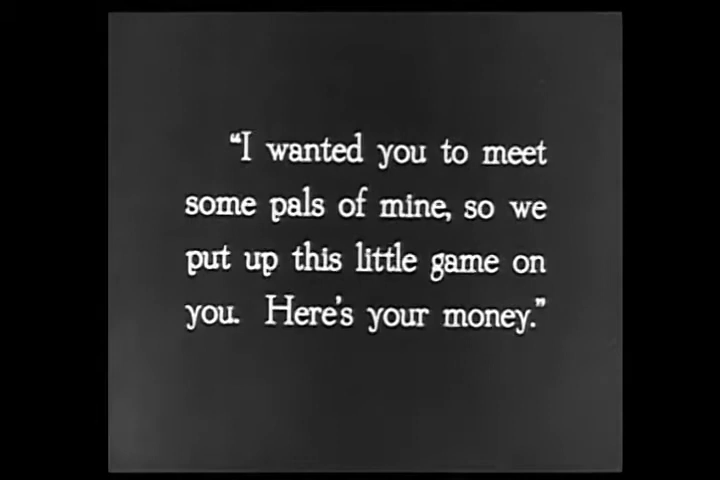 “I wanted you to meet
some pals of mine, so we
put up this little game on
you. Here's your money.”